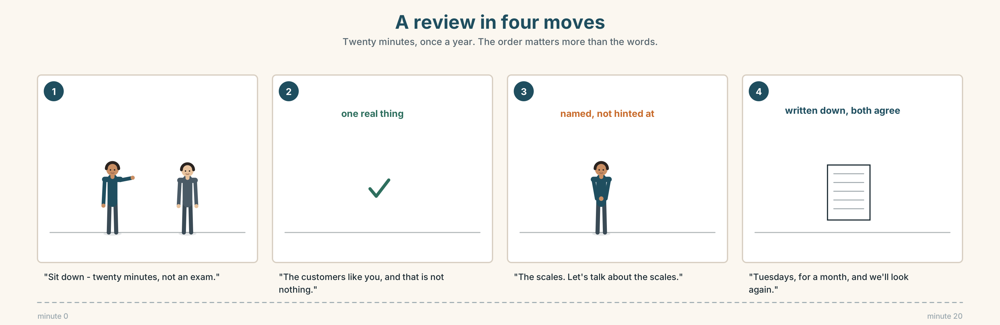 A review in four moves
Twenty minutes, once a year. The order matters more than the words.
1
2
one real thing
3
named, not hinted at
4
written down, both agree
"Sit down - twenty minutes, not an exam."
"The customers like you, and that is not
nothing."
"The scales. Let's talk about the scales."
"Tuesdays, for a month, and we'll look
again."
minute 0
minute 20